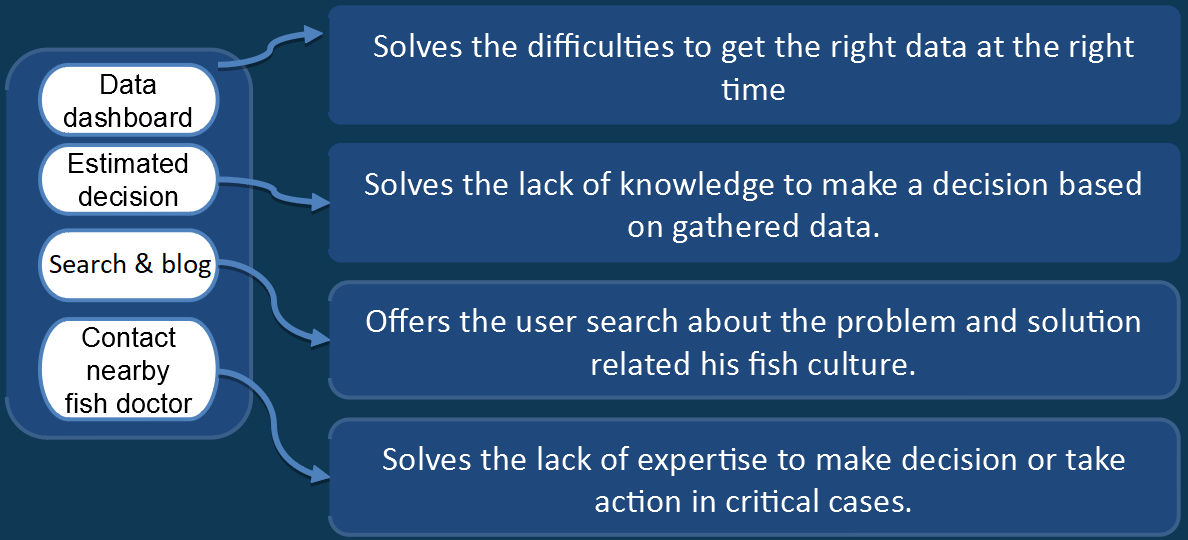 Data
dashboard
Solves the difficulties to get the right data at the right
time
Estimated
decision
Solves the lack of knowledge to make a decision based
on gathered data.
Search & blog
Offers the user search about the problem and solution
related his fish culture.
Contact
nearby
fish doctor
Solves the lack of expertise to make decision or take
action in critical cases.